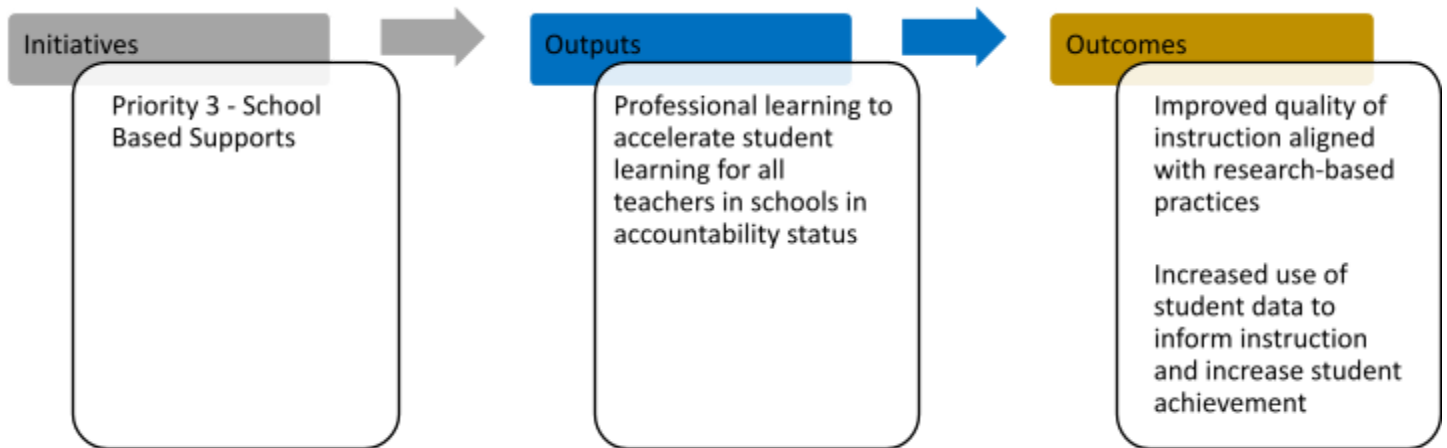 Initiatives
Priority 3 - School
Based Supports
Outputs
Professional learning to
accelerate student
learning for all
teachers in schools in
accountability status
Outcomes
Improved quality of
instruction aligned
with research-based
practices
Increased use of
student data to
inform instruction
and increase student
achievement